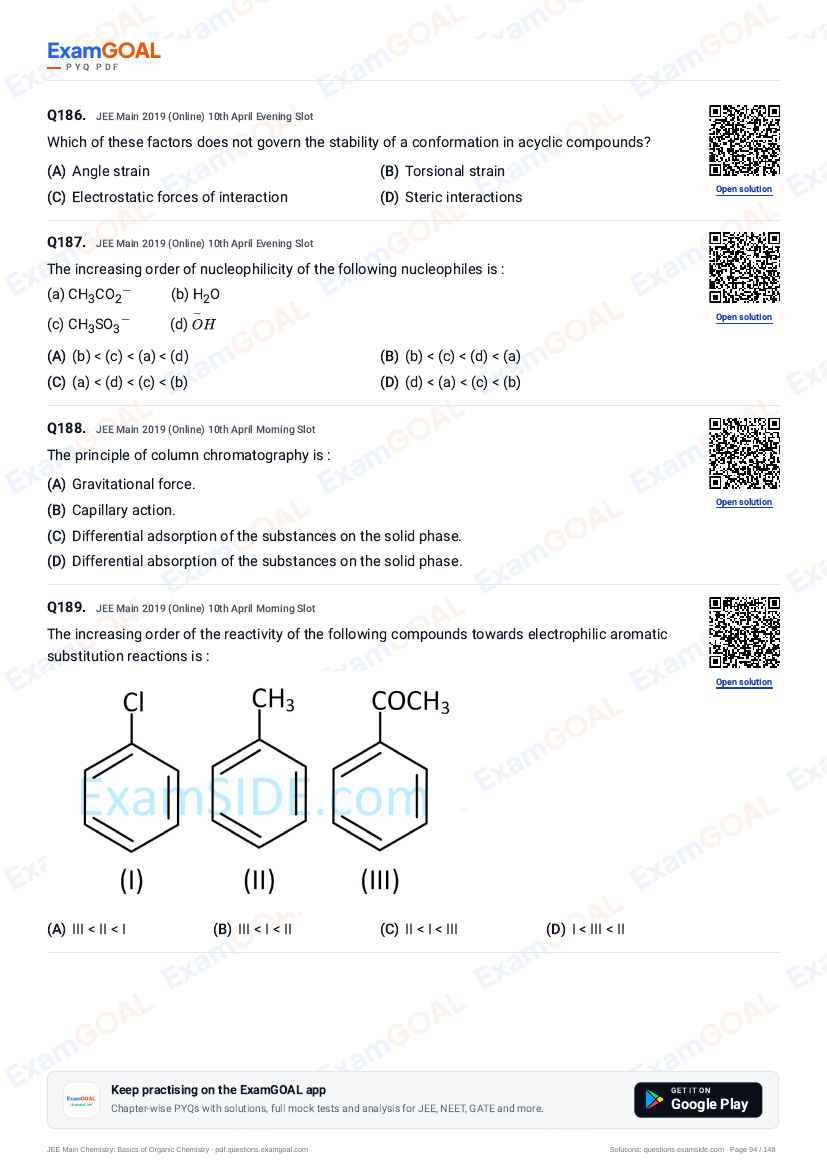 ExamGOAL
PYQ PDF
Q186. JEE Main 2019 (Online) 10th April Evening Slot
Which of these factors does not govern the stability of a conformation in acyclic compounds?
(A) Angle strain (B) Torsional strain
(C) Electrostatic forces of interaction (D) Steric interactions
Open solution
Q187. JEE Main 2019 (Online) 10th April Evening Slot
The increasing order of nucleophilicity of the following nucleophiles is :
(a) CH₃CO₂⁻ (b) H₂O
(c) CH₃SO₃⁻ (d) O̅H
(A) (b) < (c) < (a) < (d) (B) (b) < (c) < (d) < (a)
(C) (a) < (d) < (c) < (b) (D) (d) < (a) < (c) < (b)
Open solution
Q188. JEE Main 2019 (Online) 10th April Morning Slot
The principle of column chromatography is :
(A) Gravitational force.
(B) Capillary action.
(C) Differential adsorption of the substances on the solid phase.
(D) Differential absorption of the substances on the solid phase.
Open solution
Q189. JEE Main 2019 (Online) 10th April Morning Slot
The increasing order of the reactivity of the following compounds towards electrophilic aromatic
substitution reactions is :
Open solution
Cl CH₃ COCH₃
ExamSIDE.com
(I) (II) (III)
(A) III < II < I (B) III < I < II (C) II < I < III (D) I < III < II
Keep practising on the ExamGOAL app
Chapter-wise PYQs with solutions, full mock tests and analysis for JEE, NEET, GATE and more.
GET IT ON
Google Play
JEE Main Chemistry: Basics of Organic Chemistry · pdf.questions.examgoal.com
Solutions: questions.examside.com · Page 94 / 148